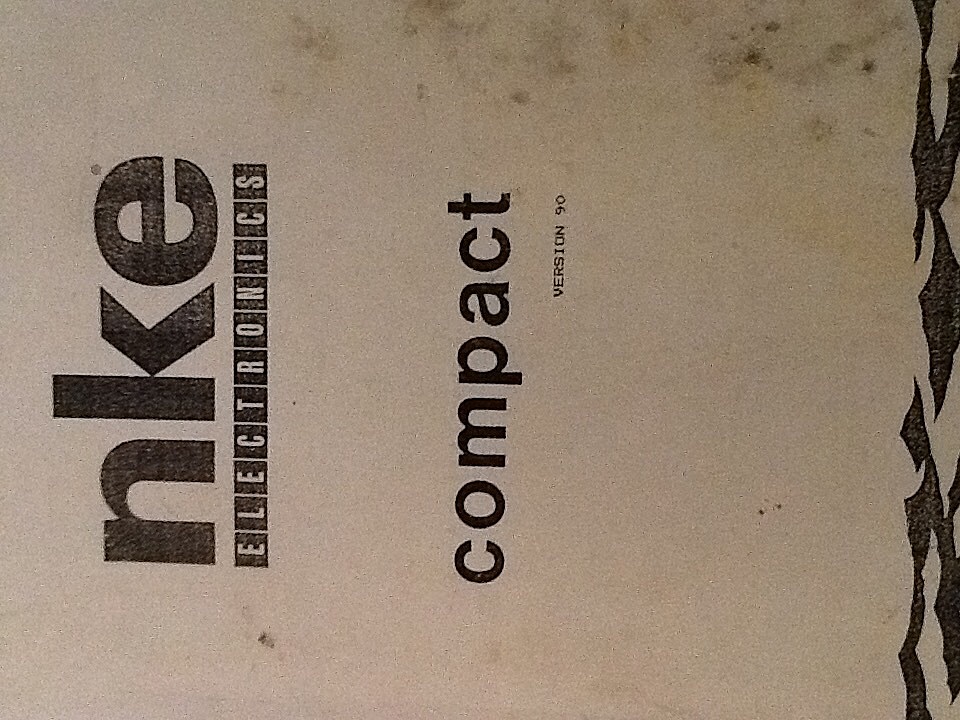 nke
ELECTRONICS
compact
VERSION 90